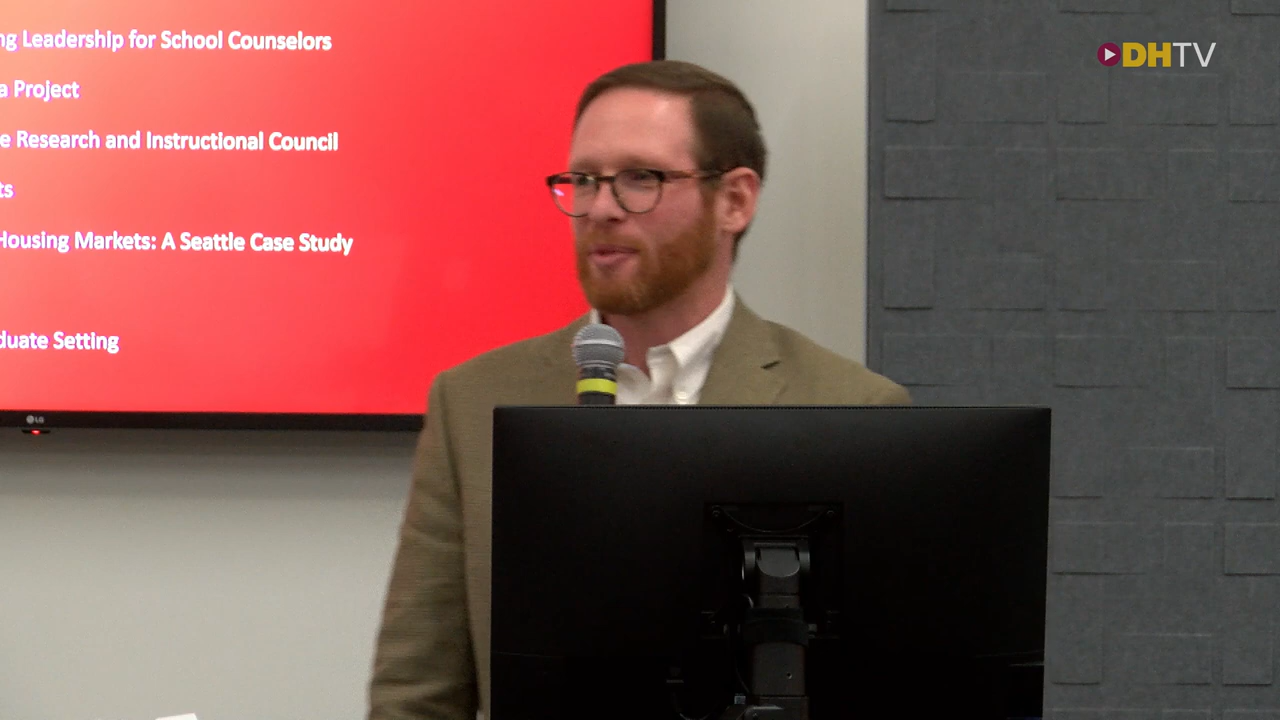 ng Leadership for School Counselors
DHTV
a Project
e Research and Instructional Council
ts
Housing Markets: A Seattle Case Study
duate Setting
LG